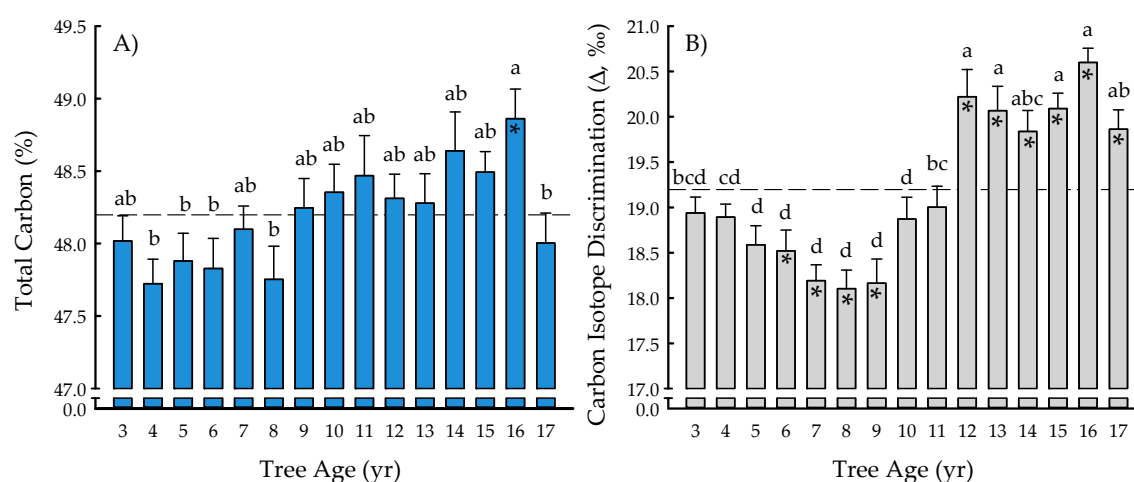 A)
Total Carbon (%)
49.5
49.0
48.5
48.0
47.5
47.0
0.0
ab b b b ab b ab ab ab ab ab ab ab a b
*
3 4 5 6 7 8 9 10 11 12 13 14 15 16 17
Tree Age (yr)
B)
Carbon Isotope Discrimination (Δ, ‰)
21.0
20.5
20.0
19.5
19.0
18.5
18.0
17.5
17.0
0.0
bcd cd d d d d d d bc a a abc a a ab
* * * * * * * * * *
3 4 5 6 7 8 9 10 11 12 13 14 15 16 17
Tree Age (yr)